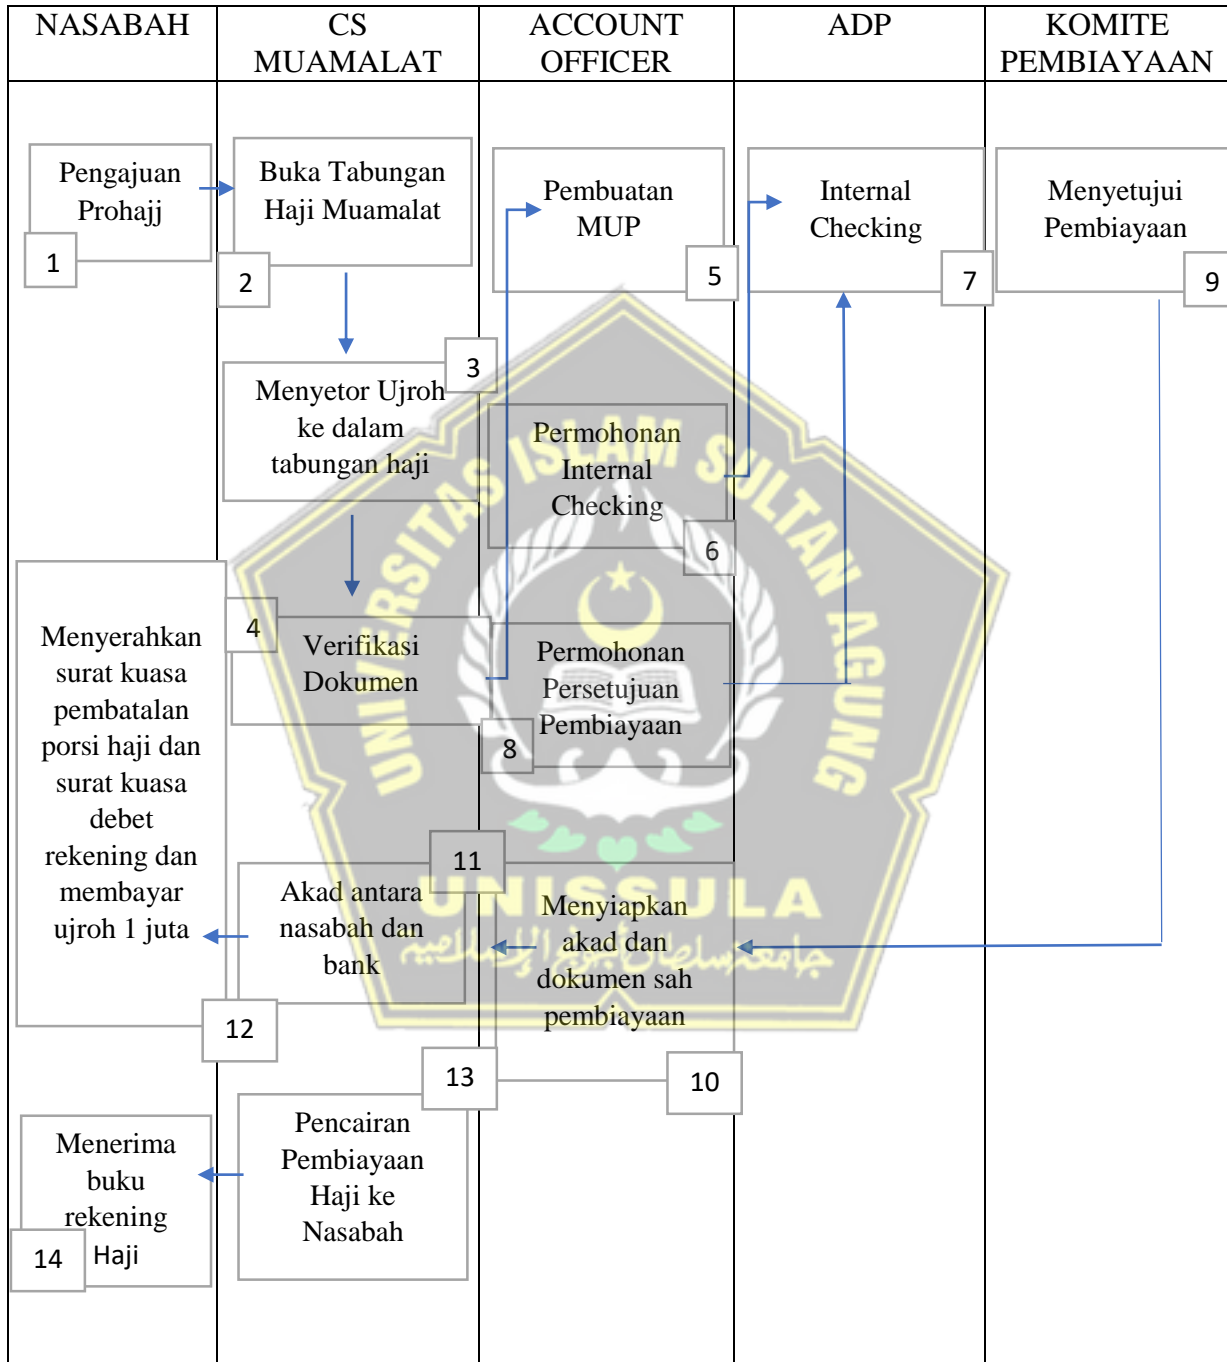 NASABAH
CS
MUAMALAT
ACCOUNT
OFFICER
ADP
KOMITE
PEMBIAYAAN
Pengajuan
Prohajj
1
Buka Tabungan
Haji Muamalat
2
Pembuatan
MUP
5
Internal
Checking
7
Menyetujui
Pembiayaan
9
3
Menyetor Ujroh
ke dalam
tabungan haji
Permohonan
Internal
Checking
6
4
Verifikasi
Dokumen
Permohonan
Persetujuan
Pembiayaan
8
Menyerahkan
surat kuasa
pembatalan
porsi haji dan
surat kuasa
debet
rekening dan
membayar
ujroh 1 juta
12
11
Akad antara
nasabah dan
bank
Menyiapkan
akad dan
dokumen sah
pembiayaan
10
13
Pencairan
Pembiayaan
Haji ke
Nasabah
Menerima
buku
rekening
Haji
14
UNIVERSITAS ISLAM SULTAN AGUNG
UNISSULA
جامعة سلطان أجونج الإسلامية